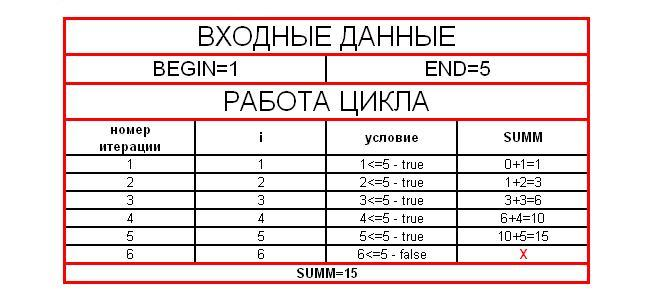 ВХОДНЫЕ ДАННЫЕ
BEGIN=1 END=5
РАБОТА ЦИКЛА
номер итерации i условие SUMM
1 1 1<=5 - true 0+1=1
2 2 2<=5 - true 1+2=3
3 3 3<=5 - true 3+3=6
4 4 4<=5 - true 6+4=10
5 5 5<=5 - true 10+5=15
6 6 6<=5 - false X
SUMM=15